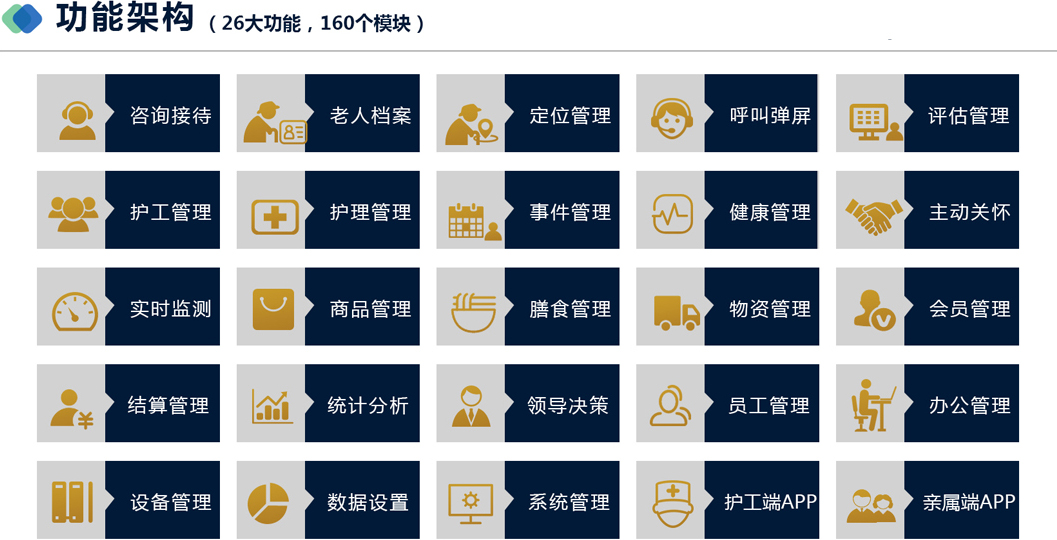 功能架构（26大功能，160个模块）
咨询接待
老人档案
定位管理
呼叫弹屏
评估管理
护工管理
护理管理
事件管理
健康管理
主动关怀
实时监测
商品管理
膳食管理
物资管理
会员管理
结算管理
统计分析
领导决策
员工管理
办公管理
设备管理
数据设置
系统管理
护工端APP
亲属端APP